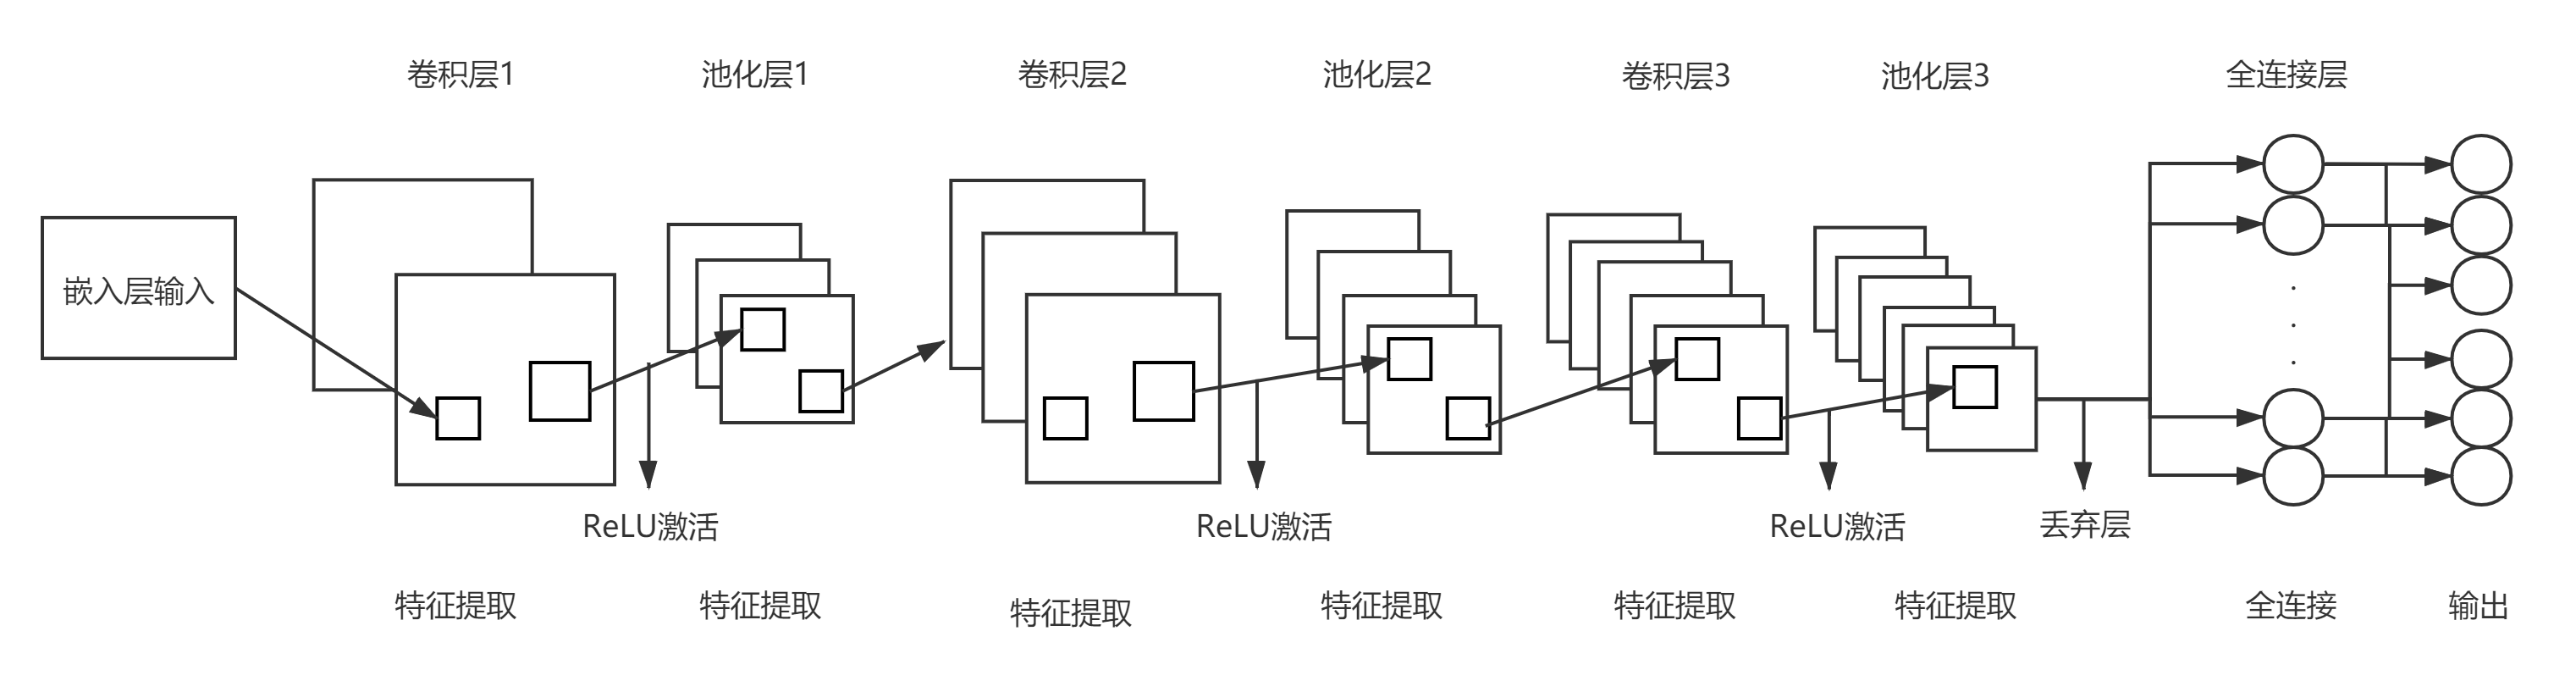 卷积层1
池化层1
卷积层2
池化层2
卷积层3
池化层3
全连接层
嵌入层输入
ReLU激活
ReLU激活
ReLU激活
丢弃层
特征提取
特征提取
特征提取
特征提取
特征提取
特征提取
全连接
输出